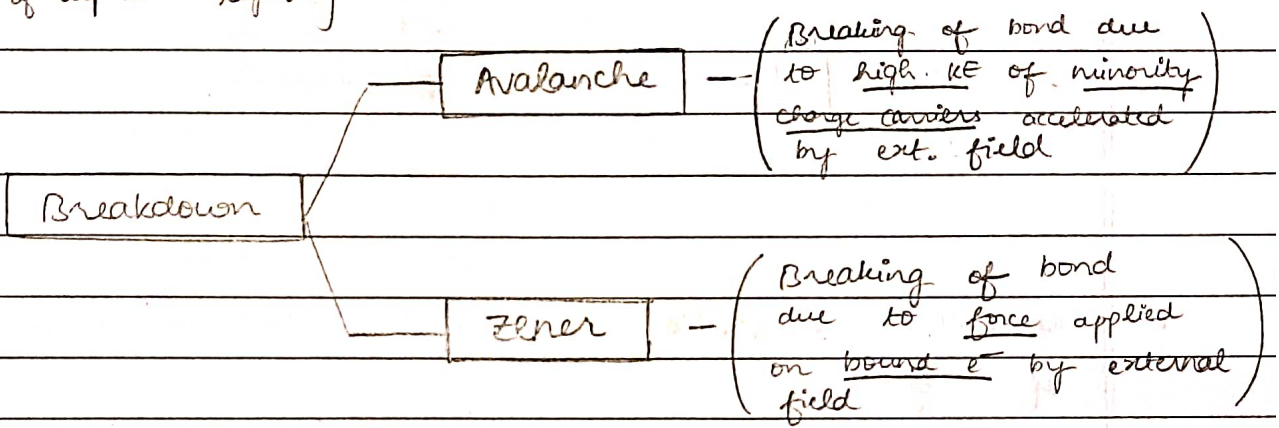 of
Avalanche
Breaking of bond due
to high. KE of minority
charge carriers accelerated
by ext. field
Breakdown
Zener
Breaking of bond
due to force applied
on bound e⁻ by external
field